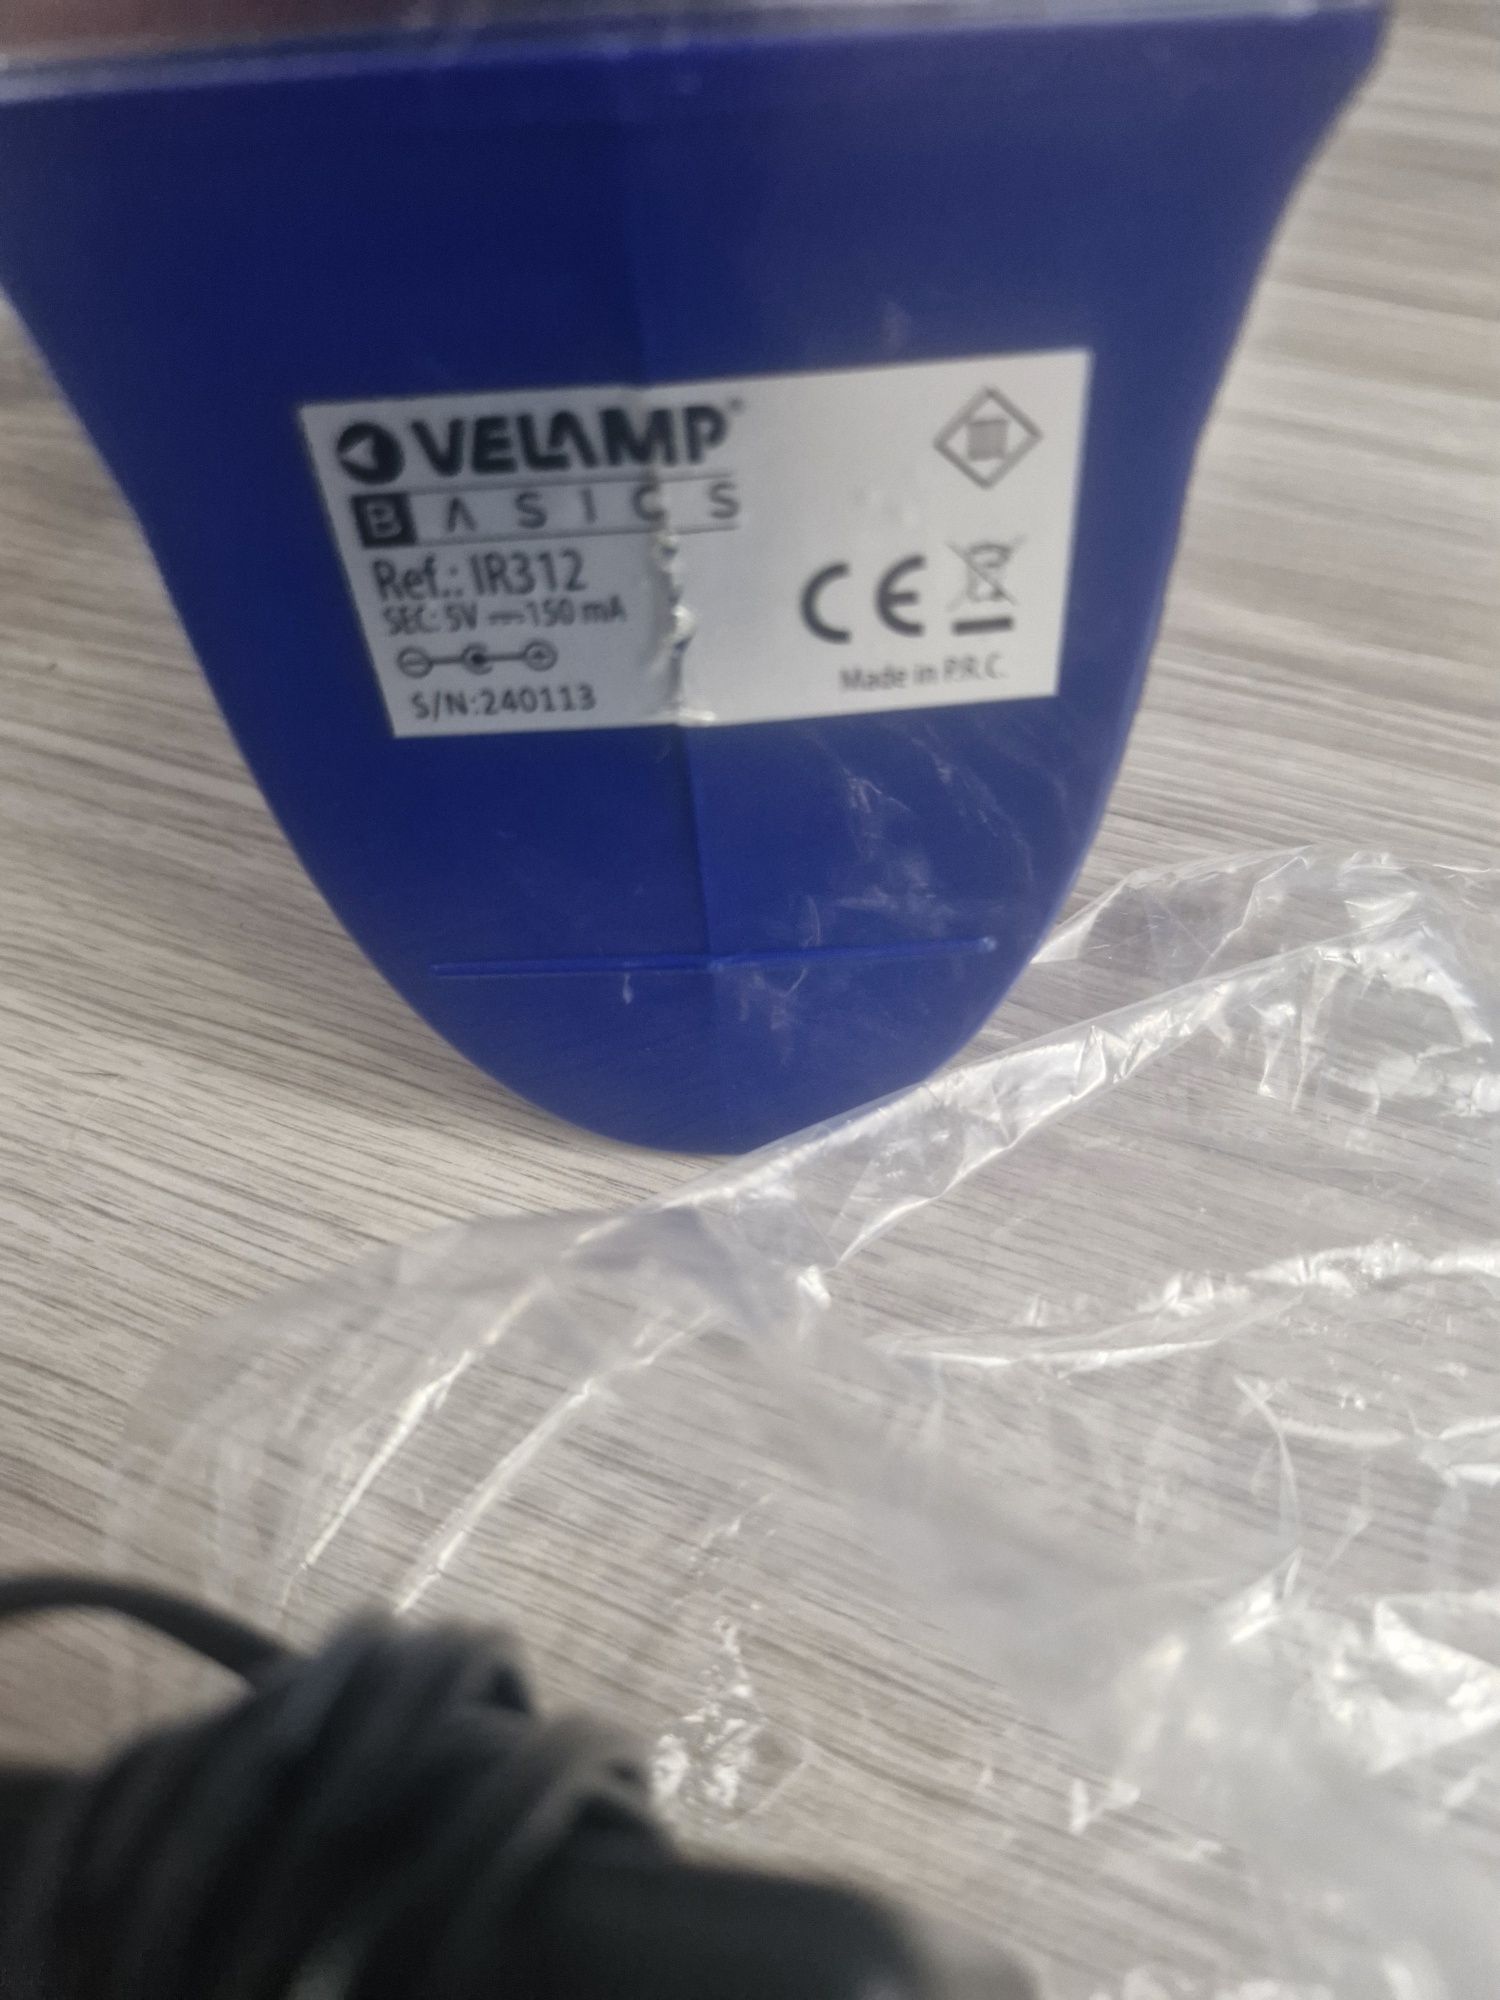 VELAMP®
BASICS
Ref.: IR312
SEC: 5V ⎓ 150 mA
S/N:240113
CE
Made in P.R.C.